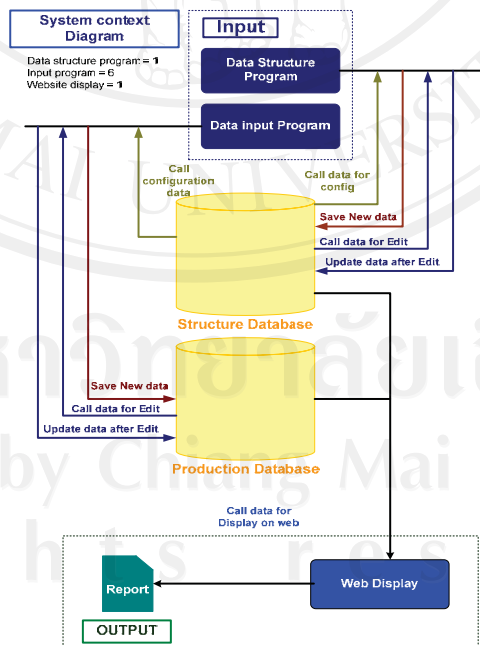 System context
Diagram
Data structure program = 1
Input program = 6
Website display = 1
Input
Data Structure
Program
Data input Program
Call
configuration
data
Call data for
config
Save New data
Call data for Edit
Update data after Edit
Structure Database
Save New data
Call data for Edit
Update data after Edit
Production Database
Call data for
Display on web
Report
Web Display
OUTPUT
by Chiang Mai